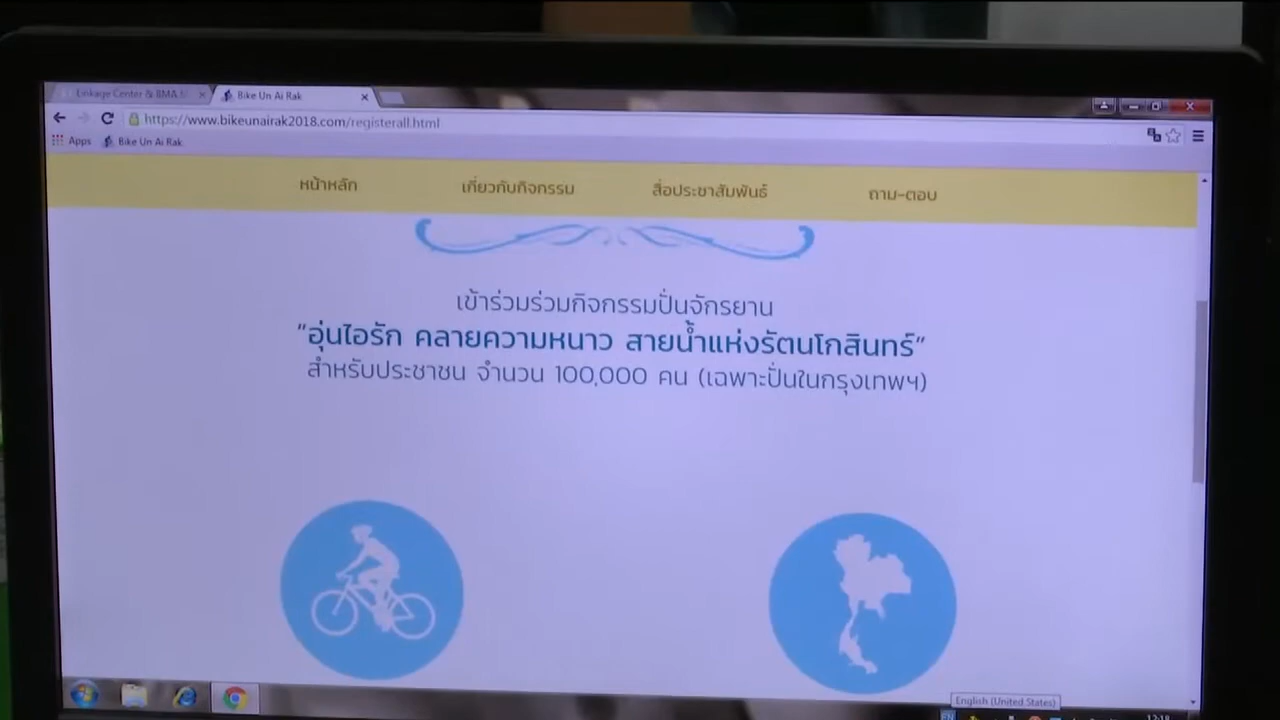 Linkage Center & BMA
Bike Un Ai Rak
https://www.bikeunairak2018.com/registerall.html
Apps Bike Un Ai Rak
หน้าหลัก เกี่ยวกับกิจกรรม สื่อประชาสัมพันธ์ ถาม-ตอบ
เข้าร่วมร่วมกิจกรรมปั่นจักรยาน
“อุ่นไอรัก คลายความหนาว สายน้ำแห่งรัตนโกสินทร์”
สำหรับประชาชน จำนวน 100,000 คน (เฉพาะปั่นในกรุงเทพฯ)
English (United States)
12:18